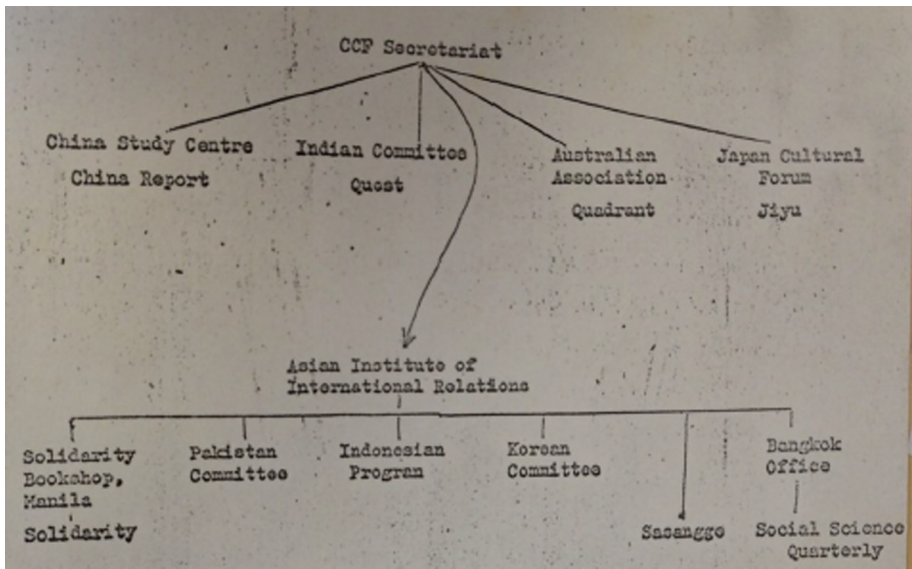 CCF Secretariat
China Study Centre
China Report
Indian Committee
Quest
Australian
Association
Quadrant
Japan Cultural
Forum
Jiyu
Asian Institute of
International Relations
Solidarity
Bookshop,
Manila
Solidarity
Pakistan
Committee
Indonesian
Program
Korean
Committee
Sasangge
Bangkok
Office
Social Science
Quarterly